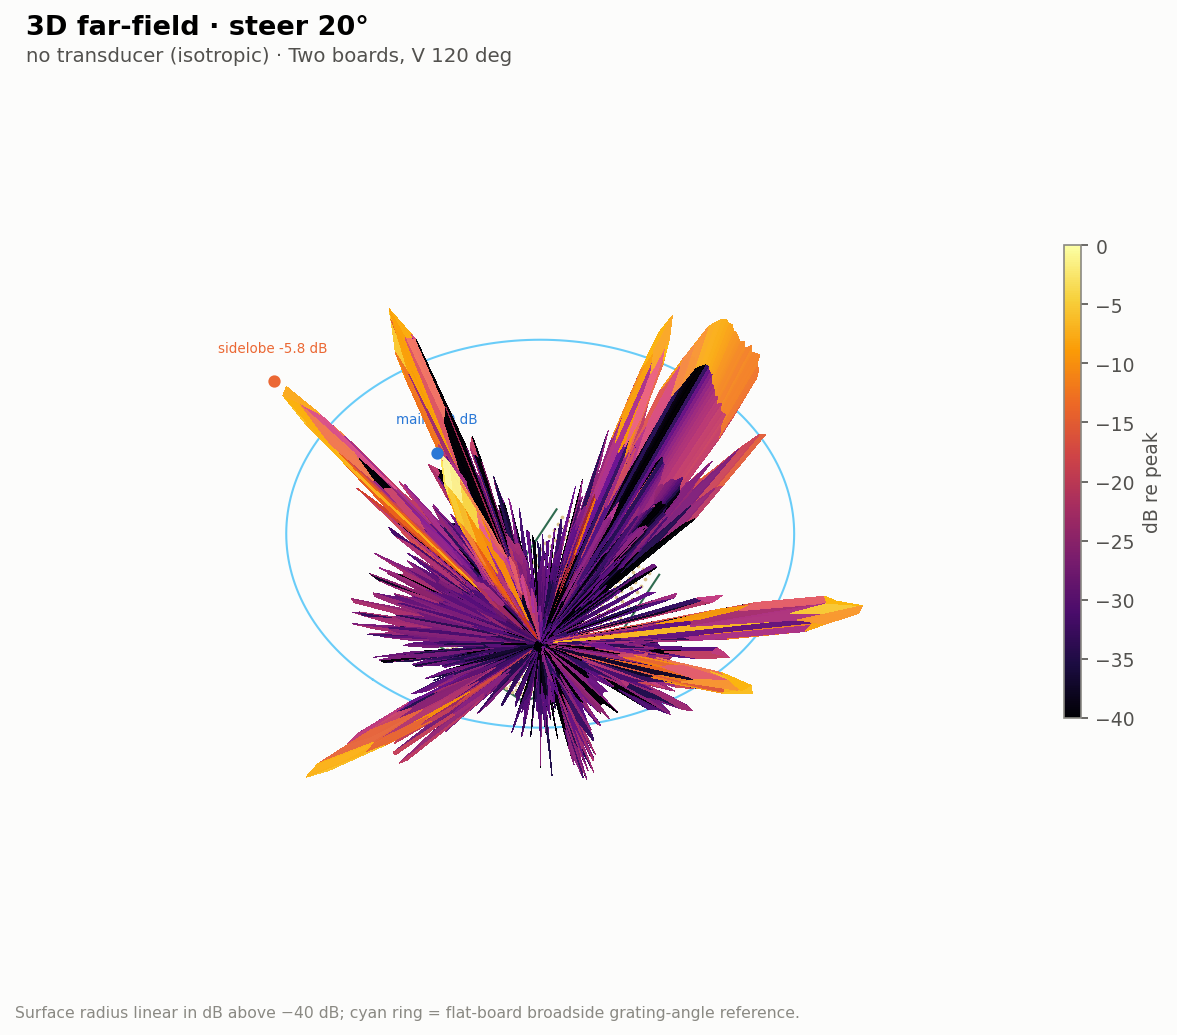 3D far-field · steer 20°
no transducer (isotropic) · Two boards, V 120 deg
sidelobe -5.8 dB
dB
0
−5
−10
−15
−20
−25
−30
−35
−40
dB re peak
Surface radius linear in dB above −40 dB; cyan ring = flat-board broadside grating-angle reference.